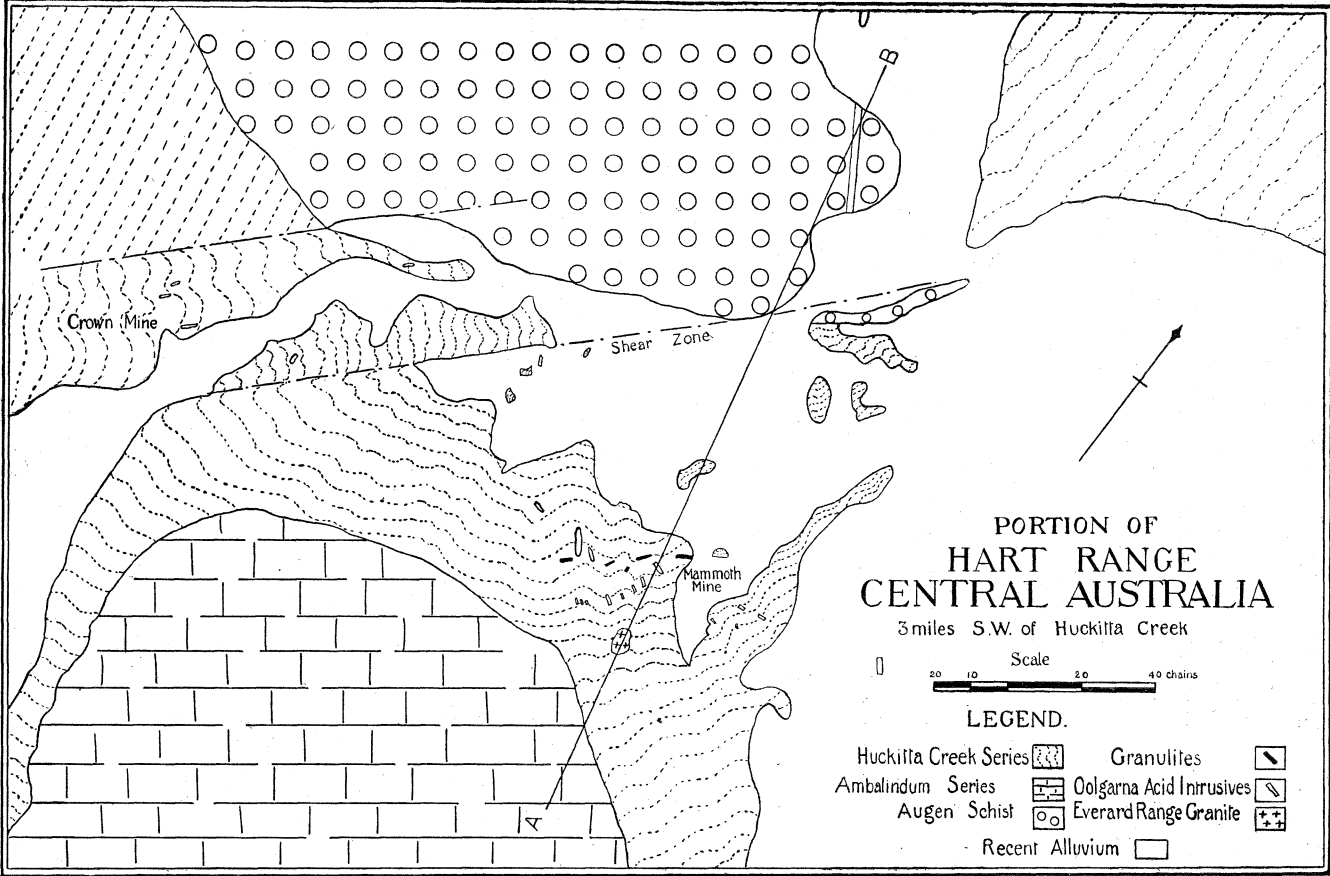 B
Crown Mine
Shear Zone
Mammoth
Mine
A
PORTION OF
HART RANGE
CENTRAL AUSTRALIA
3 miles S.W. of Huckitta Creek
Scale
20 10 20 40 chains
LEGEND.
Huckitta Creek Series Granulites
Ambalindum Series Oolgarna Acid Intrusives
Augen Schist Everard Range Granite
Recent Alluvium